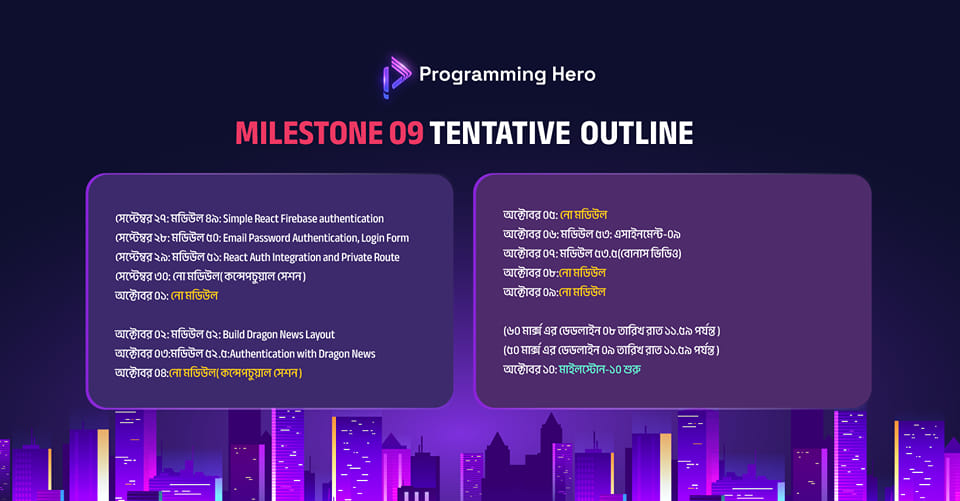 Programming Hero
MILESTONE 09 TENTATIVE OUTLINE
সেপ্টেম্বর ২৭: মডিউল ৪৯: Simple React Firebase authentication
সেপ্টেম্বর ২৮: মডিউল ৫০: Email Password Authentication, Login Form
সেপ্টেম্বর ২৯: মডিউল ৫১: React Auth Integration and Private Route
সেপ্টেম্বর ৩০: নো মডিউল( কন্সেপচুয়াল সেশন )
অক্টোবর ০১: নো মডিউল
অক্টোবর ০২: মডিউল ৫২: Build Dragon News Layout
অক্টোবর ০৩:মডিউল ৫২.৫:Authentication with Dragon News
অক্টোবর ০৪:নো মডিউল( কন্সেপচুয়াল সেশন )
অক্টোবর ০৫: নো মডিউল
অক্টোবর ০৬: মডিউল ৫৩: এসাইনমেন্ট-০৯
অক্টোবর ০৭: মডিউল ৫৩.৫(বোনাস ভিডিও)
অক্টোবর ০৮:নো মডিউল
অক্টোবর ০৯:নো মডিউল
(৬০ মার্ক্স এর ডেডলাইন ০৮ তারিখ রাত ১১.৫৯ পর্যন্ত )
(৫০ মার্ক্স এর ডেডলাইন ০৯ তারিখ রাত ১১.৫৯ পর্যন্ত )
অক্টোবর ১০: মাইলস্টোন-১০ শুরু